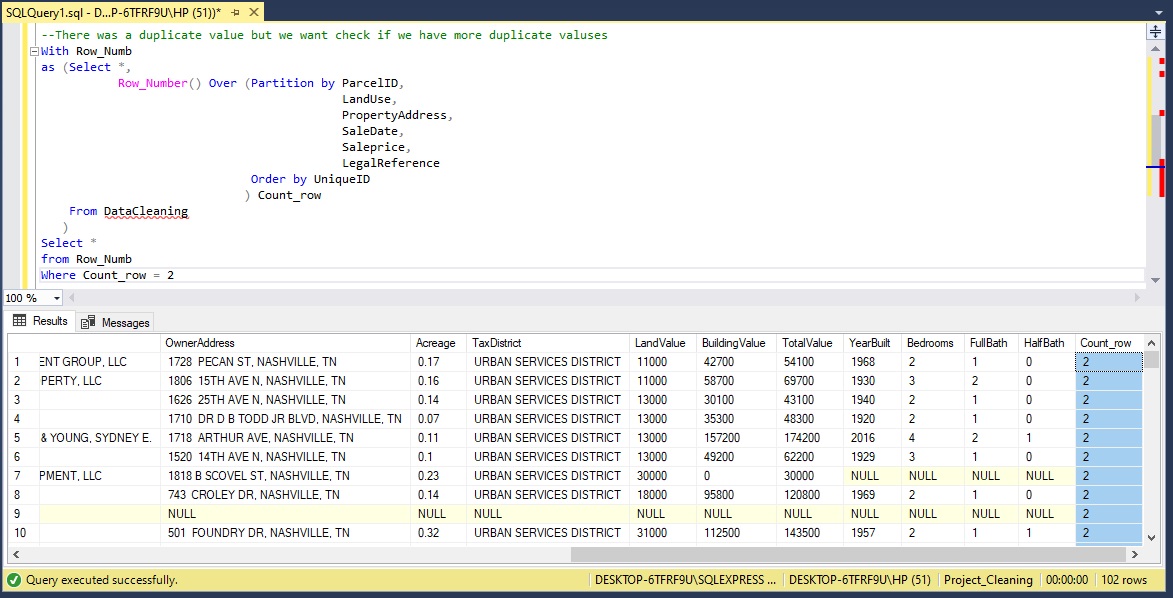 SQLQuery1.sql - D...P-6TFRF9U\HP (51))*
--There was a duplicate value but we want check if we have more duplicate valuses
With Row_Numb
as (Select *,
Row_Number() Over (Partition by ParcelID,
LandUse,
PropertyAddress,
SaleDate,
Saleprice,
LegalReference
Order by UniqueID
) Count_row
From DataCleaning
)
Select *
from Row_Numb
Where Count_row = 2
100 %
Results Messages
OwnerAddress Acreage TaxDistrict LandValue BuildingValue TotalValue YearBuilt Bedrooms FullBath HalfBath Count_row
1 ENT GROUP, LLC 1728 PECAN ST, NASHVILLE, TN 0.17 URBAN SERVICES DISTRICT 11000 42700 54100 1968 2 1 0 2
2 PERTY, LLC 1806 15TH AVE N, NASHVILLE, TN 0.16 URBAN SERVICES DISTRICT 11000 58700 69700 1930 3 2 0 2
3 1626 25TH AVE N, NASHVILLE, TN 0.14 URBAN SERVICES DISTRICT 13000 30100 43100 1940 2 1 0 2
4 1710 DR D B TODD JR BLVD, NASHVILLE, TN 0.07 URBAN SERVICES DISTRICT 13000 35300 48300 1920 2 1 0 2
5 & YOUNG, SYDNEY E. 1718 ARTHUR AVE, NASHVILLE, TN 0.11 URBAN SERVICES DISTRICT 13000 157200 174200 2016 4 2 1 2
6 1520 14TH AVE N, NASHVILLE, TN 0.1 URBAN SERVICES DISTRICT 13000 49200 62200 1929 3 1 0 2
7 PMENT, LLC 1818 B SCOVEL ST, NASHVILLE, TN 0.23 URBAN SERVICES DISTRICT 30000 0 30000 NULL NULL NULL NULL 2
8 743 CROLEY DR, NASHVILLE, TN 0.14 URBAN SERVICES DISTRICT 18000 95800 120800 1969 2 1 0 2
9 NULL NULL NULL NULL NULL NULL NULL NULL NULL NULL 2
10 501 FOUNDRY DR, NASHVILLE, TN 0.32 URBAN SERVICES DISTRICT 31000 112500 143500 1957 2 1 1 2
Query executed successfully. DESKTOP-6TFRF9U\SQLEXPRESS ... DESKTOP-6TFRF9U\HP (51) Project_Cleaning 00:00:00 102 rows